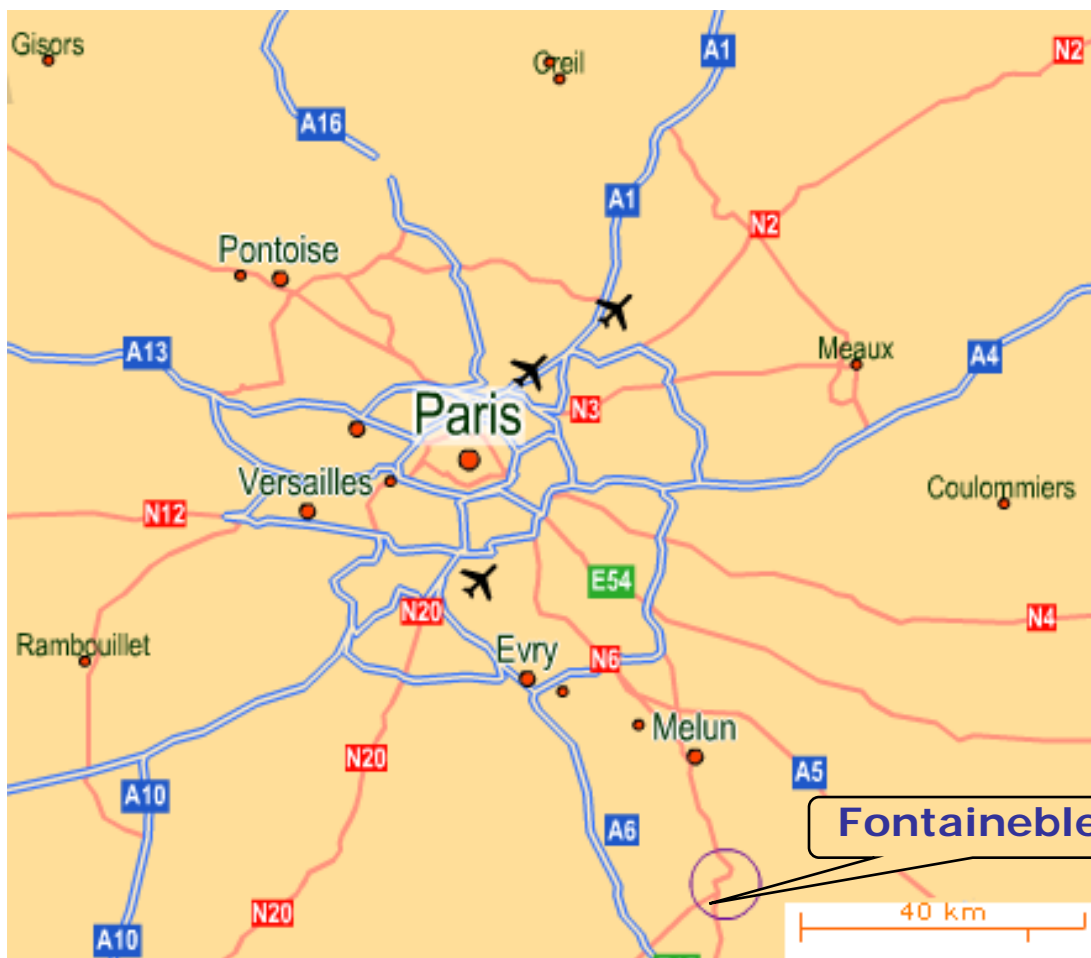 Gisors
Creil
A1
N2
A16
A1
N2
Pontoise
A13
Meaux
A4
Paris
N3
Versailles
Coulommiers
N12
E54
N20
N4
Rambouillet
Evry
N6
Melun
N20
A5
A10
Fontaineble
A6
N20
40 km
A10